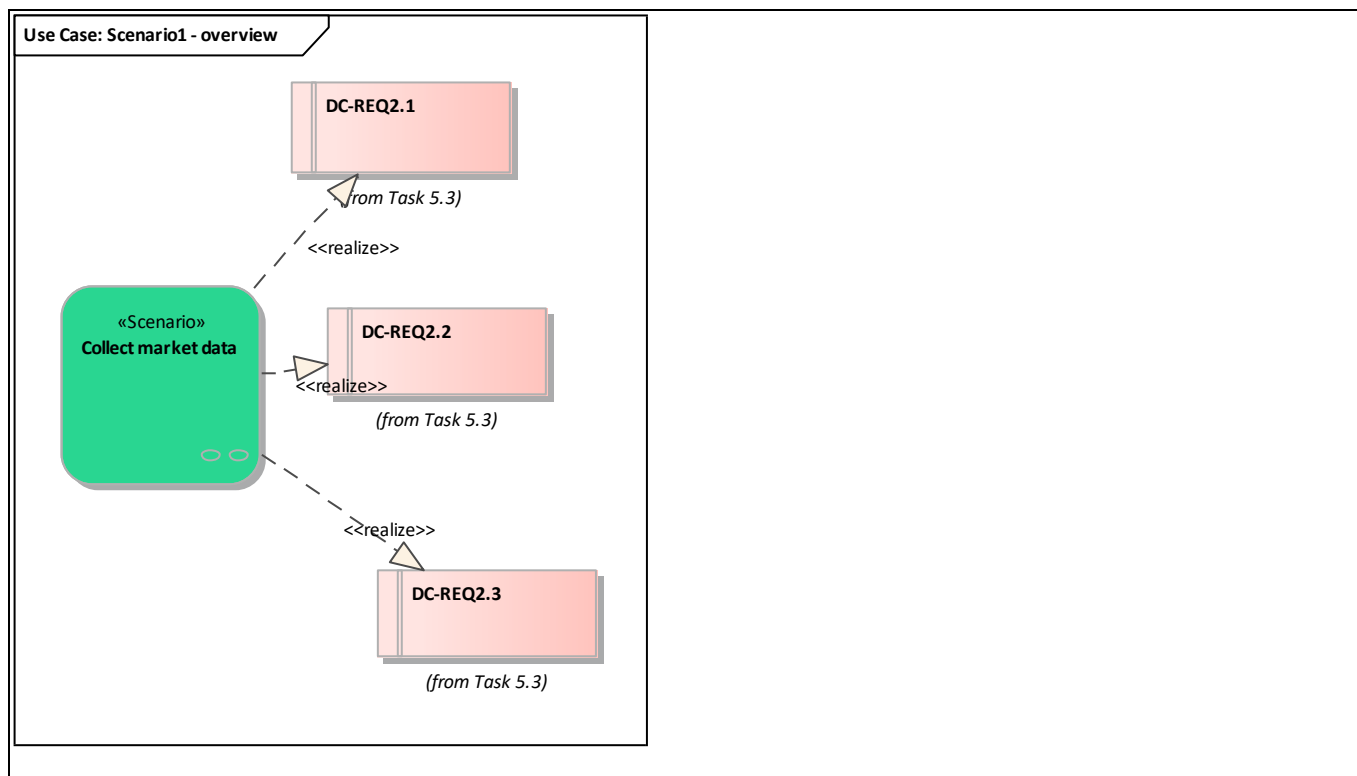 Use Case: Scenario1 - overview
DC-REQ2.1
(from Task 5.3)
<<realize>>
«Scenario»
Collect market data
DC-REQ2.2
<<realize>>
(from Task 5.3)
<<realize>>
DC-REQ2.3
(from Task 5.3)